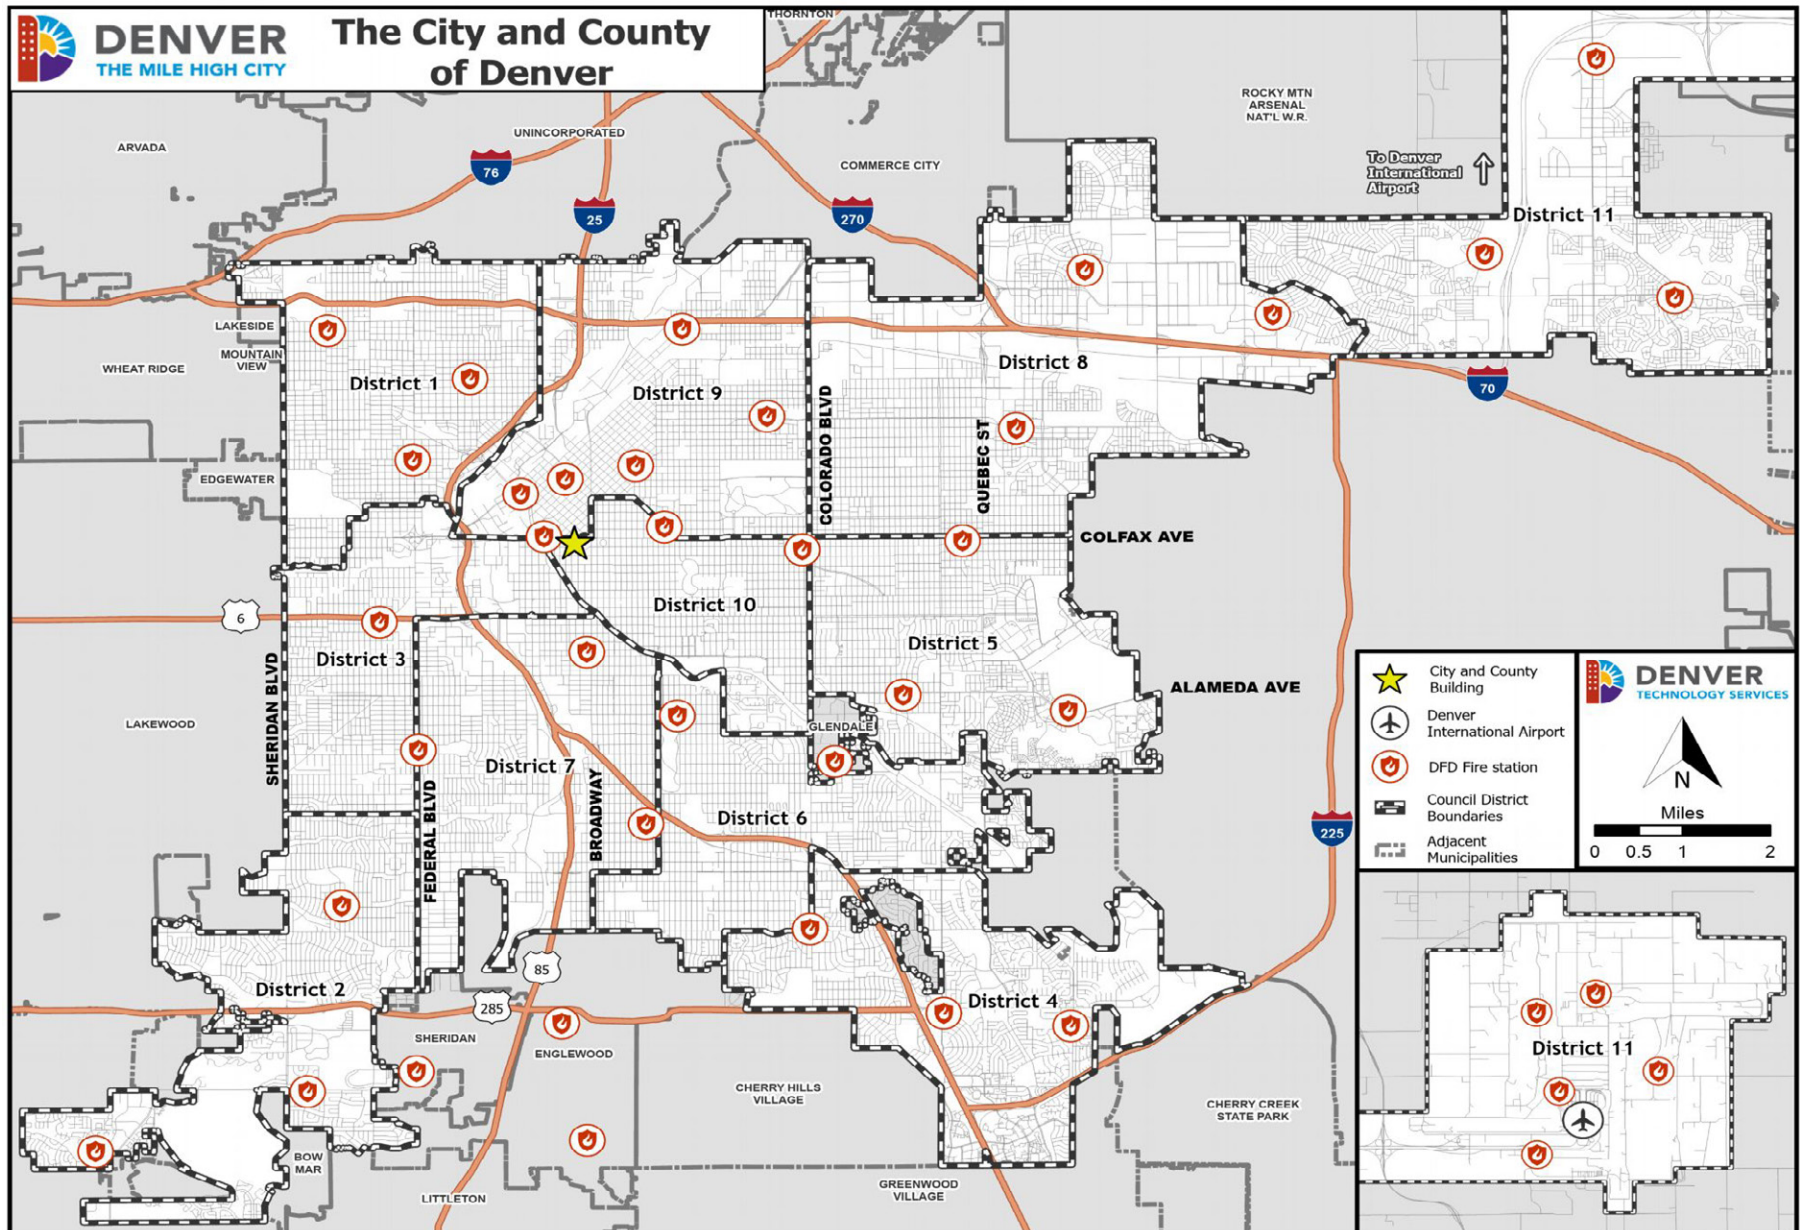 DENVER
THE MILE HIGH CITY
The City and County
of Denver
THORNTON
ARVADA
UNINCORPORATED
76
25
COMMERCE CITY
270
ROCKY MTN
ARSENAL
NAT'L W.R.
To Denver
International
Airport
District 11
LAKESIDE
MOUNTAIN
VIEW
WHEAT RIDGE
District 1
District 9
District 8
70
COLORADO BLVD
QUEBEC ST
EDGEWATER
COLFAX AVE
6
District 10
District 3
District 5
SHERIDAN BLVD
ALAMEDA AVE
LAKEWOOD
GLENDALE
District 7
FEDERAL BLVD
BROADWAY
District 6
225
City and County
Building
Denver
International Airport
DFD Fire station
Council District
Boundaries
Adjacent
Municipalities
DENVER
TECHNOLOGY SERVICES
N
Miles
0 0.5 1 2
85
District 2
285
District 4
SHERIDAN
ENGLEWOOD
CHERRY HILLS
VILLAGE
CHERRY CREEK
STATE PARK
BOW
MAR
LITTLETON
GREENWOOD
VILLAGE
District 11